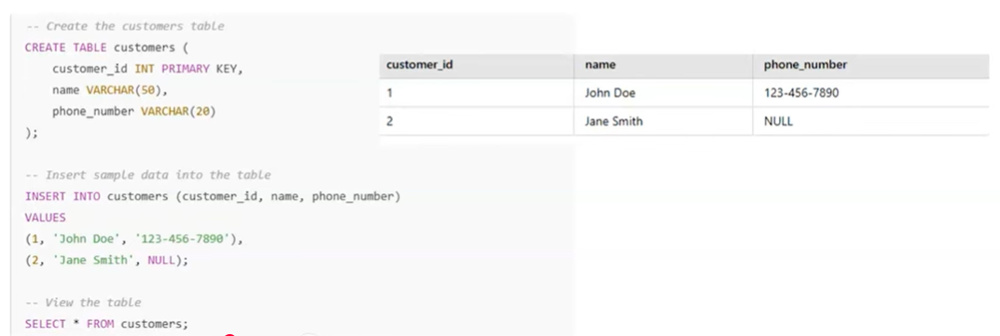 -- Create the customers table
CREATE TABLE customers (
customer_id INT PRIMARY KEY,
name VARCHAR(50),
phone_number VARCHAR(20)
);
-- Insert sample data into the table
INSERT INTO customers (customer_id, name, phone_number)
VALUES
(1, 'John Doe', '123-456-7890'),
(2, 'Jane Smith', NULL);
-- View the table
SELECT * FROM customers;
customer_id name phone_number
1 John Doe 123-456-7890
2 Jane Smith NULL